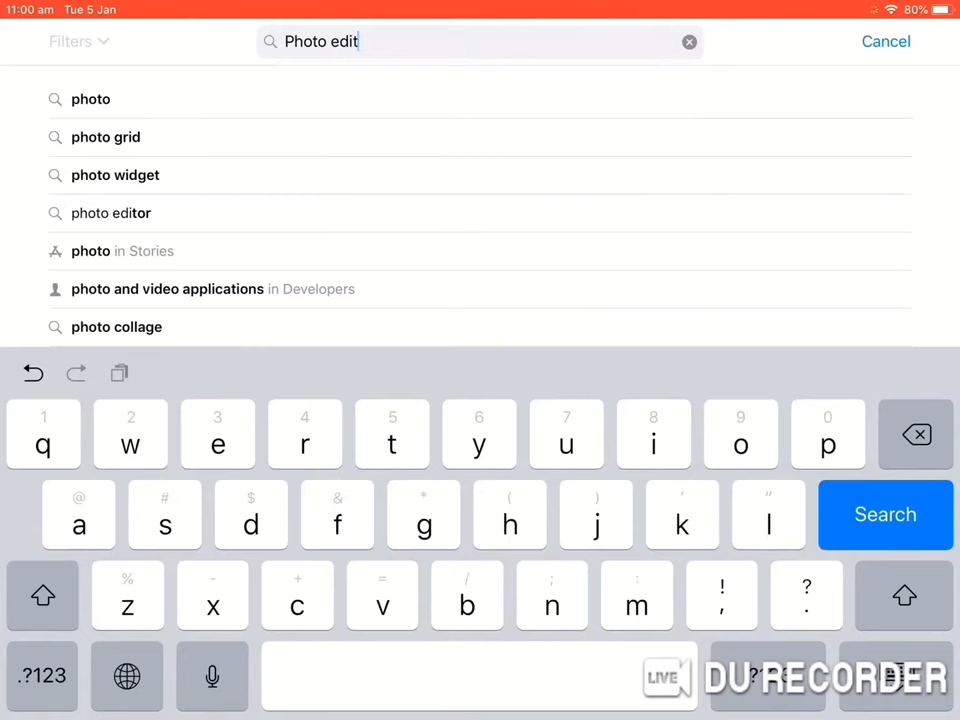 11:00 am Tue 5 Jan 80%
Filters Photo edit Cancel
photo
photo grid
photo widget
photo editor
photo in Stories
photo and video applications in Developers
photo collage
1 2 3 4 5 6 7 8 9 0
q w e r t y u i o p
@ # $ & * ( ) ' "
a s d f g h j k l Search
% - + = / ; : ! ?
z x c v b n m , .
.?123 LIVE DU RECORDER